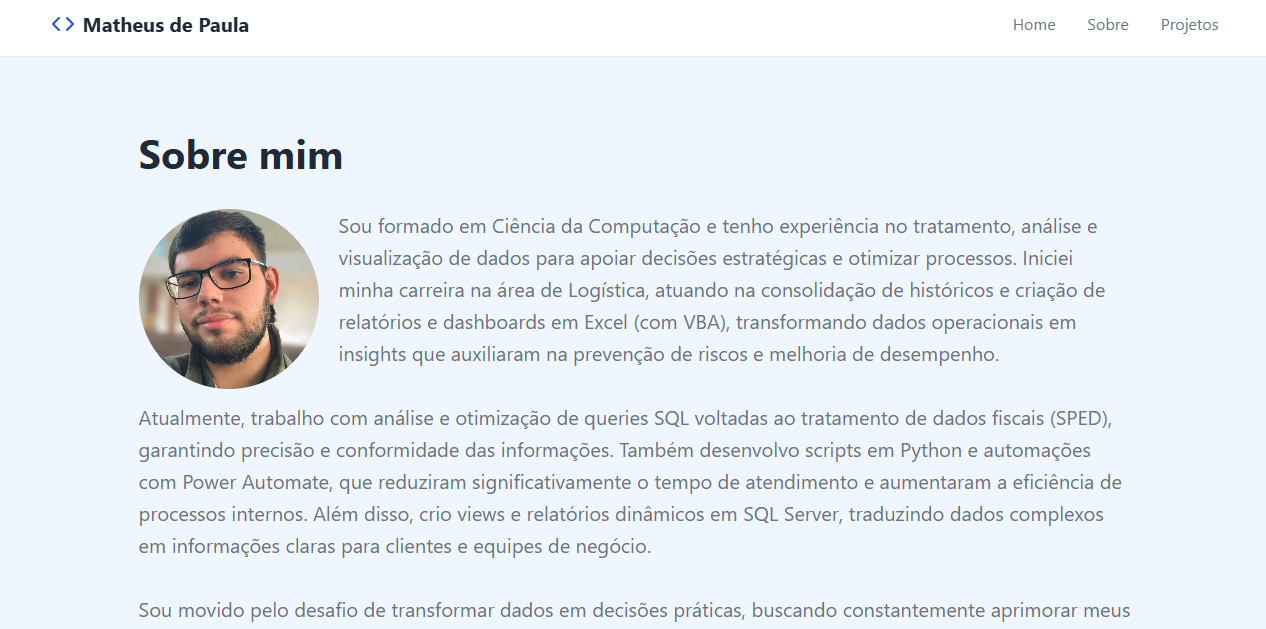 <> Matheus de Paula
Home Sobre Projetos
Sobre mim
Sou formado em Ciência da Computação e tenho experiência no tratamento, análise e
visualização de dados para apoiar decisões estratégicas e otimizar processos. Iniciei
minha carreira na área de Logística, atuando na consolidação de históricos e criação de
relatórios e dashboards em Excel (com VBA), transformando dados operacionais em
insights que auxiliaram na prevenção de riscos e melhoria de desempenho.
Atualmente, trabalho com análise e otimização de queries SQL voltadas ao tratamento de dados fiscais (SPED),
garantindo precisão e conformidade das informações. Também desenvolvo scripts em Python e automações
com Power Automate, que reduziram significativamente o tempo de atendimento e aumentaram a eficiência de
processos internos. Além disso, crio views e relatórios dinâmicos em SQL Server, traduzindo dados complexos
em informações claras para clientes e equipes de negócio.
Sou movido pelo desafio de transformar dados em decisões práticas, buscando constantemente aprimorar meus